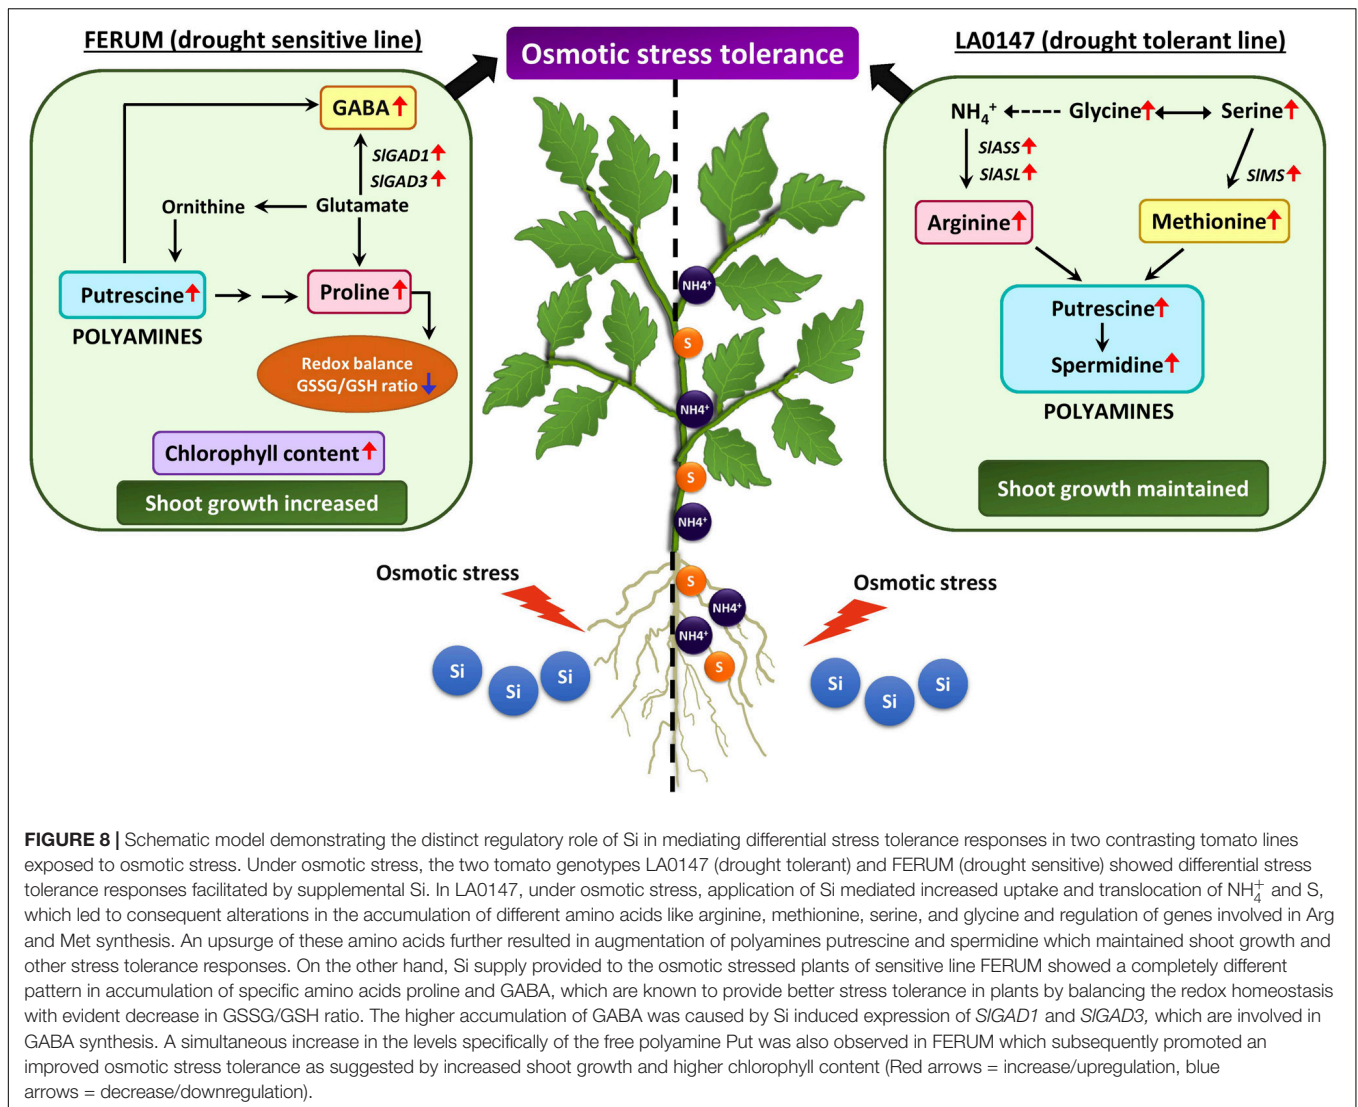 FERUM (drought sensitive line)
Osmotic stress tolerance
LA0147 (drought tolerant line)
GABA
SlGAD1
SlGAD3
Ornithine
Glutamate
Putrescine
POLYAMINES
Proline
Redox balance
GSSG/GSH ratio
Chlorophyll content
Shoot growth increased
NH4+
Glycine
Serine
SlASS
SlASL
SlMS
Arginine
Methionine
Putrescine
Spermidine
POLYAMINES
Shoot growth maintained
NH4+
S
NH4+
S
NH4+
S
NH4+
NH4+
S
Osmotic stress
Osmotic stress
Si
Si
Si
Si
Si
Si
FIGURE 8 | Schematic model demonstrating the distinct regulatory role of Si in mediating differential stress tolerance responses in two contrasting tomato lines
exposed to osmotic stress. Under osmotic stress, the two tomato genotypes LA0147 (drought tolerant) and FERUM (drought sensitive) showed differential stress
tolerance responses facilitated by supplemental Si. In LA0147, under osmotic stress, application of Si mediated increased uptake and translocation of NH4+ and S,
which led to consequent alterations in the accumulation of different amino acids like arginine, methionine, serine, and glycine and regulation of genes involved in Arg
and Met synthesis. An upsurge of these amino acids further resulted in augmentation of polyamines putrescine and spermidine which maintained shoot growth and
other stress tolerance responses. On the other hand, Si supply provided to the osmotic stressed plants of sensitive line FERUM showed a completely different
pattern in accumulation of specific amino acids proline and GABA, which are known to provide better stress tolerance in plants by balancing the redox homeostasis
with evident decrease in GSSG/GSH ratio. The higher accumulation of GABA was caused by Si induced expression of SlGAD1 and SlGAD3, which are involved in
GABA synthesis. A simultaneous increase in the levels specifically of the free polyamine Put was also observed in FERUM which subsequently promoted an
improved osmotic stress tolerance as suggested by increased shoot growth and higher chlorophyll content (Red arrows = increase/upregulation, blue
arrows = decrease/downregulation).